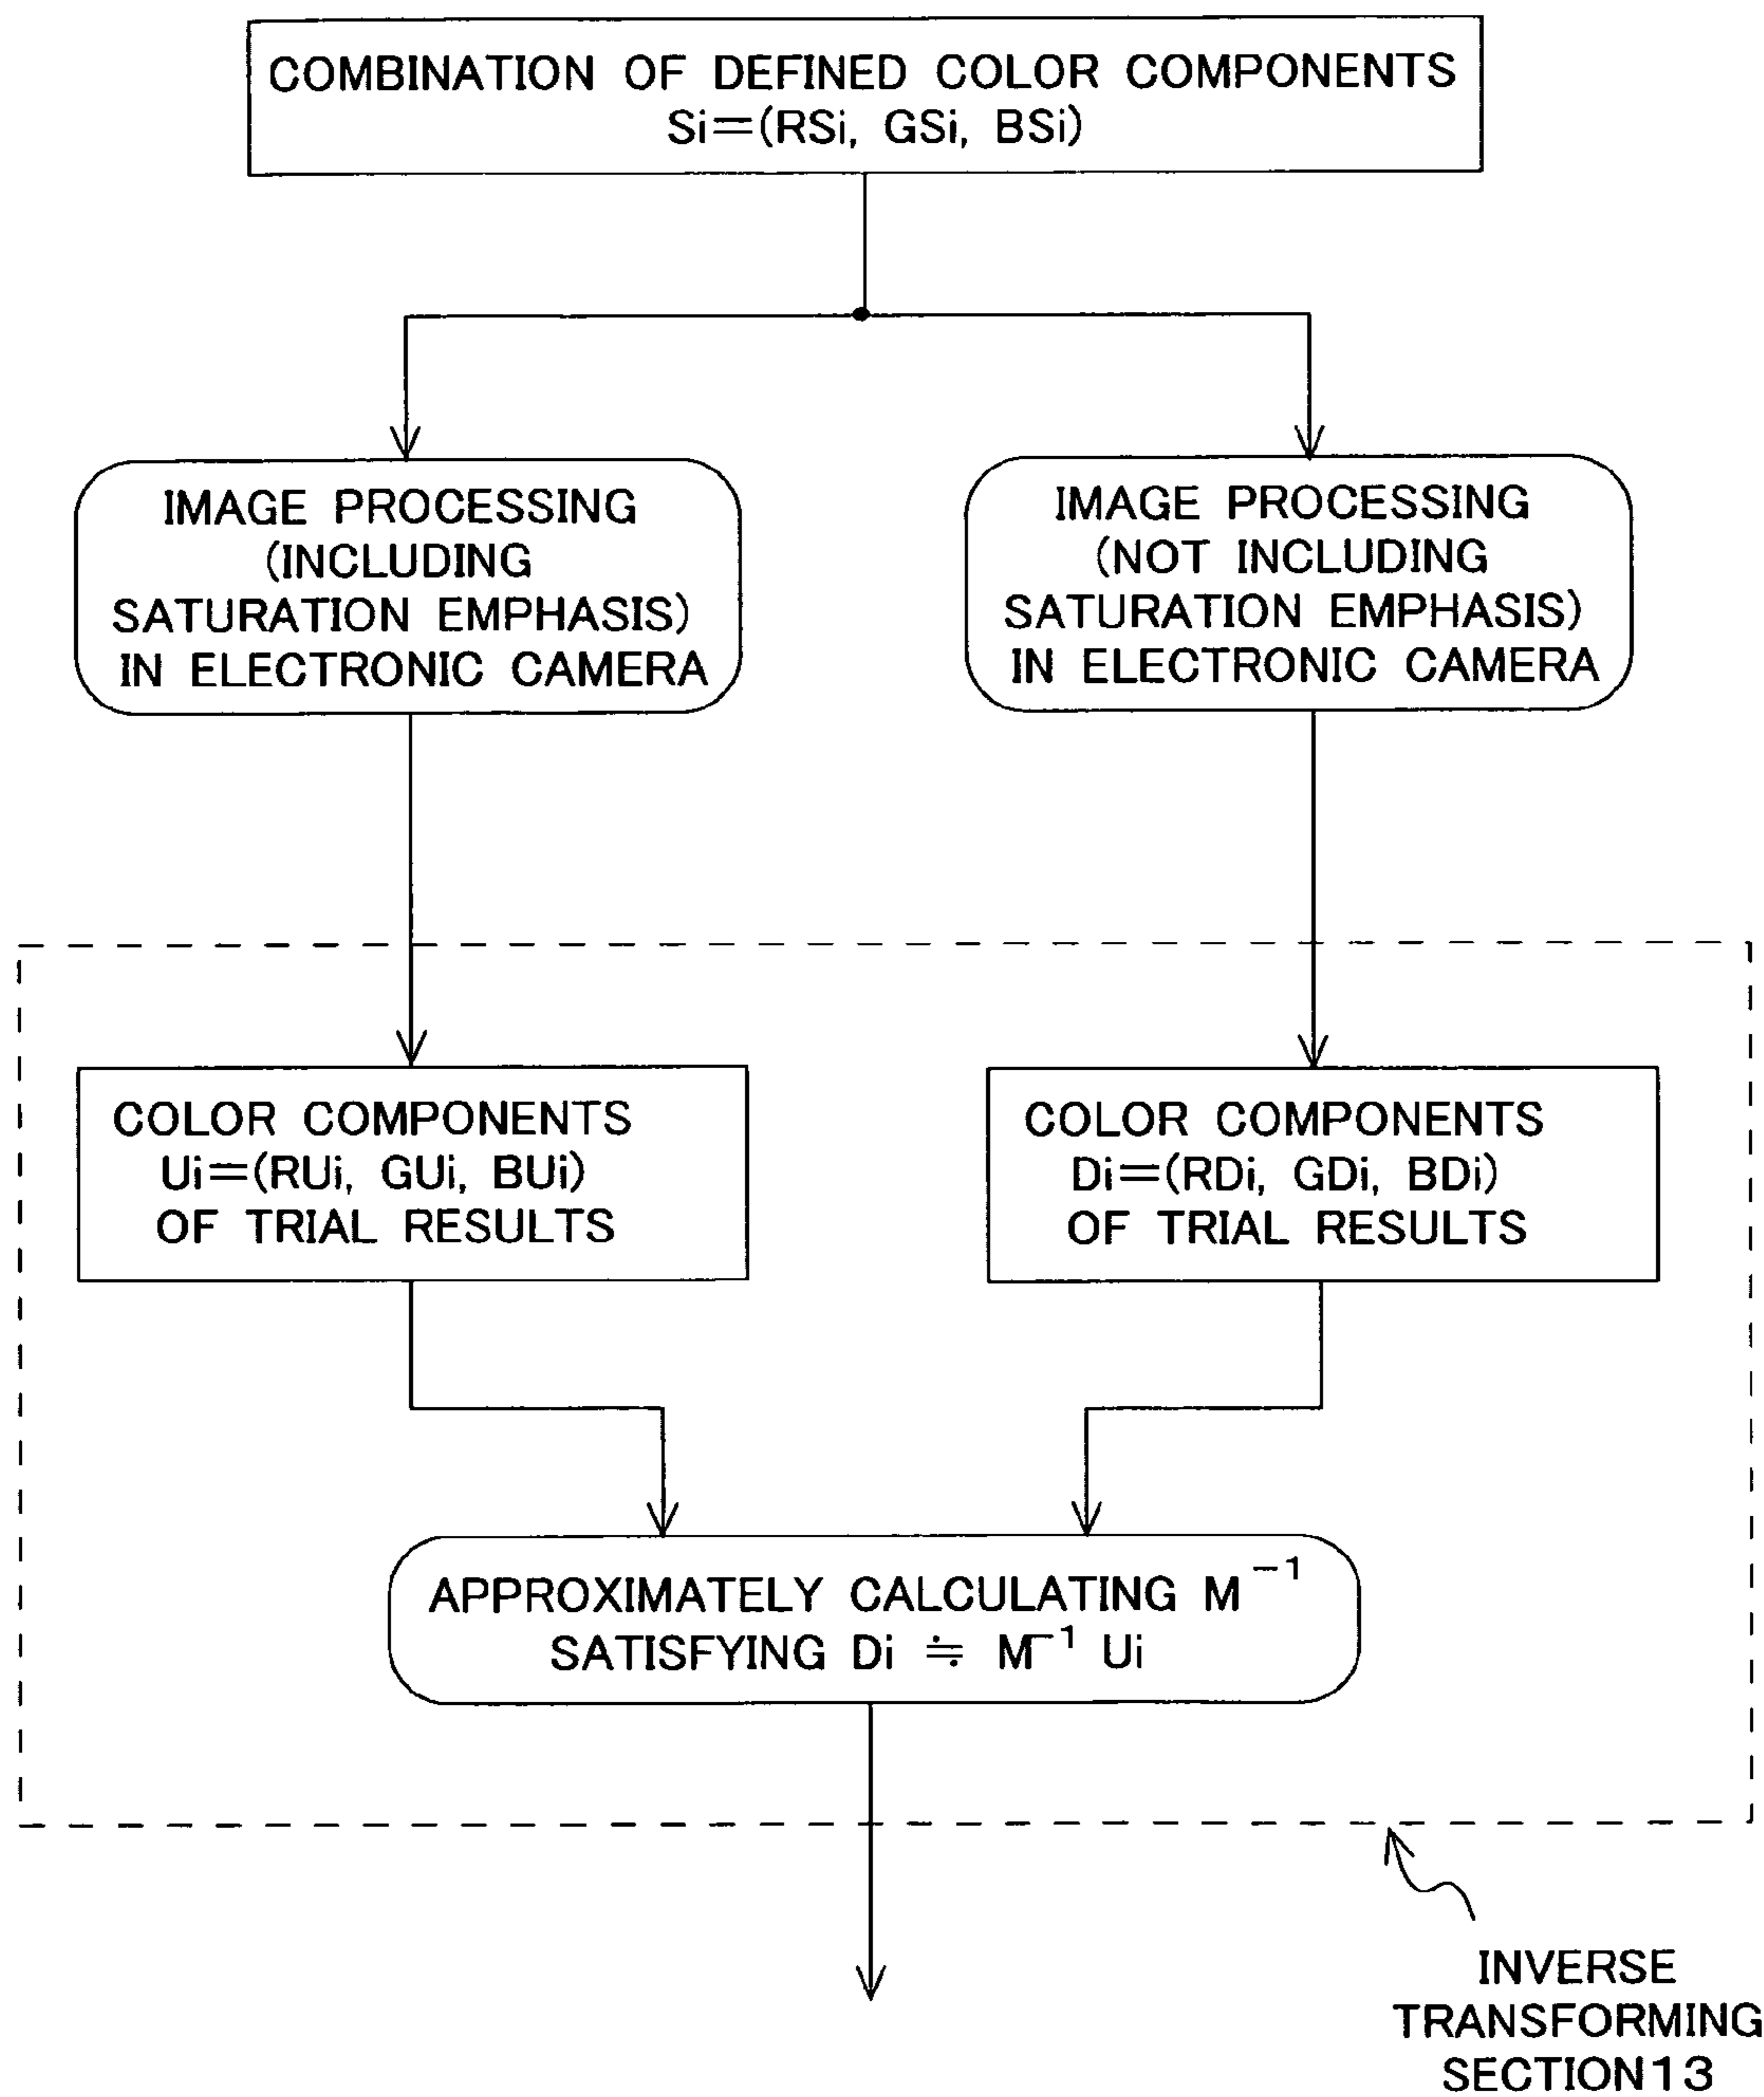 COMBINATION OF DEFINED COLOR COMPONENTS
Si=(RSi, GSi, BSi)
IMAGE PROCESSING
(INCLUDING
SATURATION EMPHASIS)
IN ELECTRONIC CAMERA
IMAGE PROCESSING
(NOT INCLUDING
SATURATION EMPHASIS)
IN ELECTRONIC CAMERA
COLOR COMPONENTS
Ui=(RUi, GUi, BUi)
OF TRIAL RESULTS
COLOR COMPONENTS
Di=(RDi, GDi, BDi)
OF TRIAL RESULTS
APPROXIMATELY CALCULATING M⁻¹
SATISFYING Di ≒ M⁻¹ Ui
INVERSE
TRANSFORMING
SECTION13